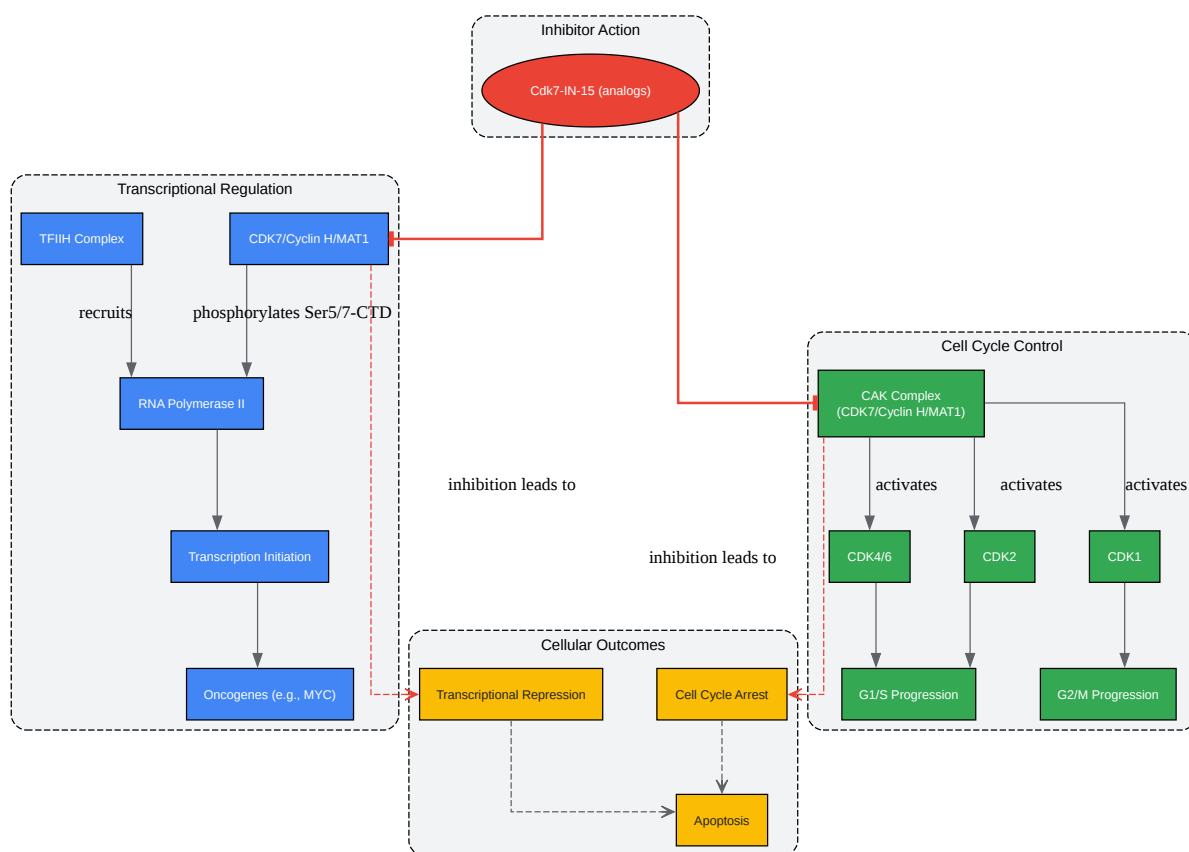 Inhibitor Action
Cdk7-IN-15 (analogs)
Transcriptional Regulation
TFIIH Complex
CDK7/Cyclin H/MAT1
recruits
phosphorylates Ser5/7-CTD
RNA Polymerase II
Transcription Initiation
Oncogenes (e.g., MYC)
inhibition leads to
inhibition leads to
Cell Cycle Control
CAK Complex
(CDK7/Cyclin H/MAT1)
activates
activates
activates
CDK4/6
CDK2
CDK1
G1/S Progression
G2/M Progression
Cellular Outcomes
Transcriptional Repression
Cell Cycle Arrest
Apoptosis